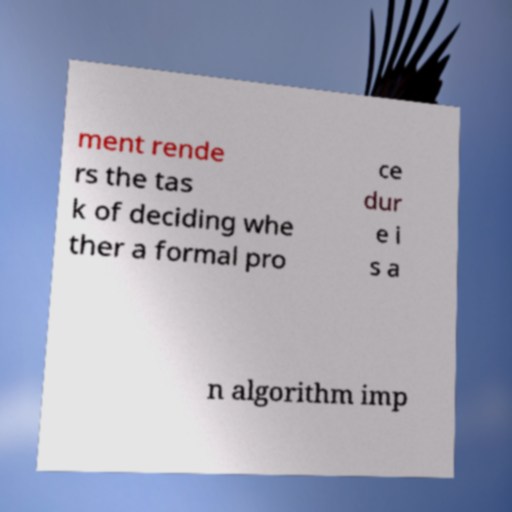 ment rende
rs the tas
k of deciding whe
ther a formal pro
ce
dur
e i
s a
n algorithm imp